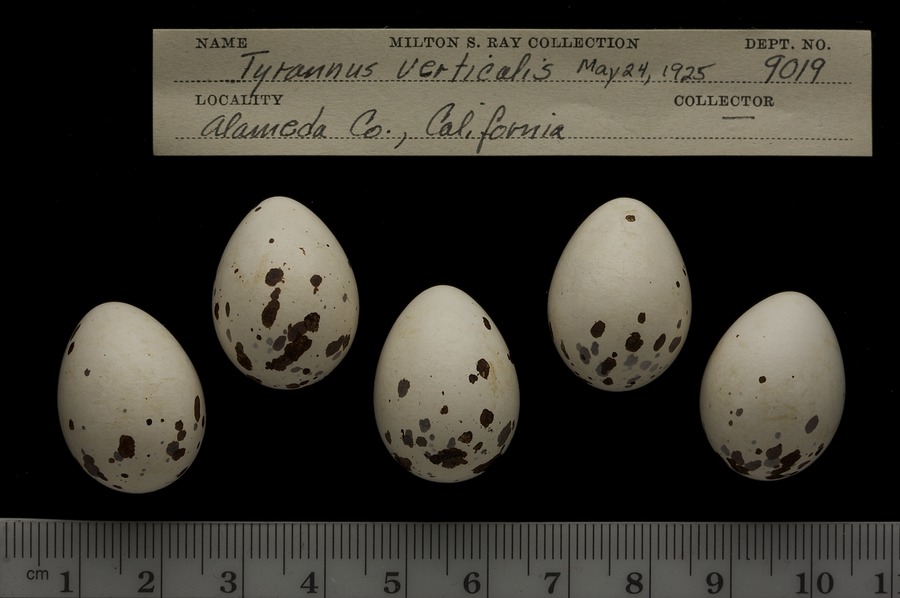 NAME MILTON S. RAY COLLECTION DEPT. NO.
Tyrannus verticalis May 24, 1925 9019
LOCALITY COLLECTOR
Alameda Co., California —
cm 1 2 3 4 5 6 7 8 9 10 1